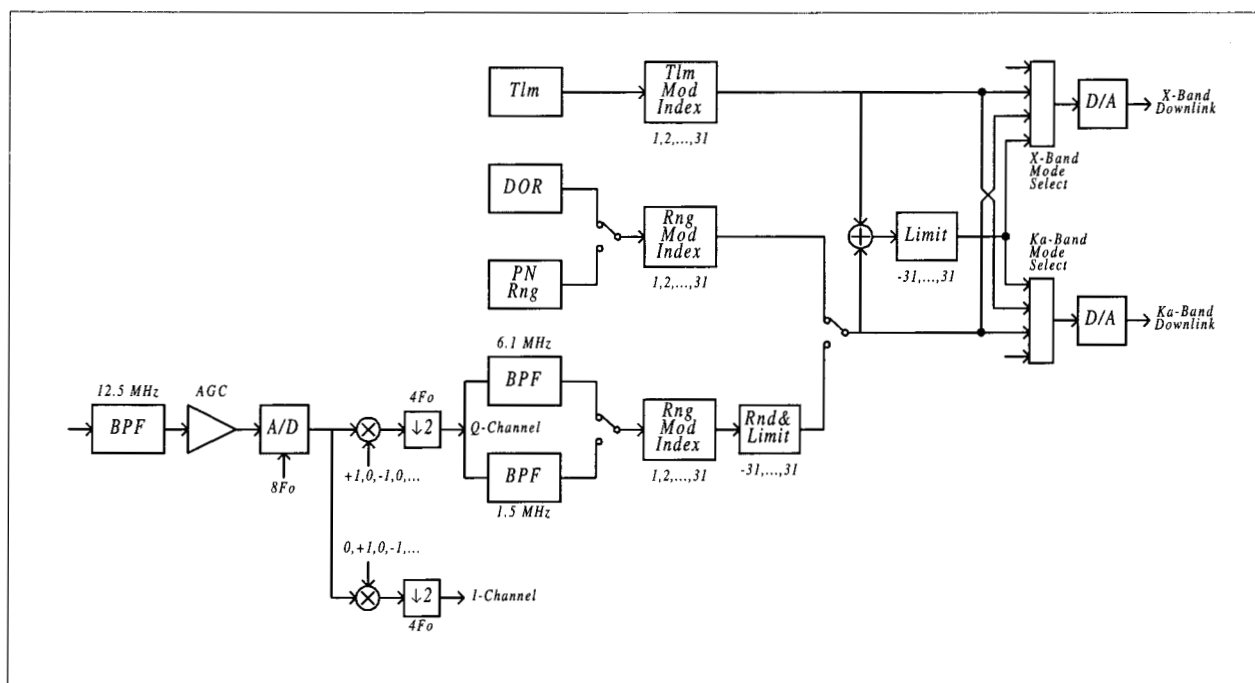 Tlm
Tlm
Mod
Index
1,2,...,31
DOR
PN
Rng
Rng
Mod
Index
1,2,...,31
Limit
-31,...,31
X-Band
Mode
Select
D/A
X-Band
Downlink
Ka-Band
Mode
Select
D/A
Ka-Band
Downlink
12.5 MHz
BPF
AGC
A/D
8Fo
+1,0,-1,0,...
4Fo
↓2
Q-Channel
6.1 MHz
BPF
BPF
1.5 MHz
Rng
Mod
Index
1,2,...,31
Rnd&
Limit
-31,...,31
0,+1,0,-1,...
↓2
4Fo
I-Channel